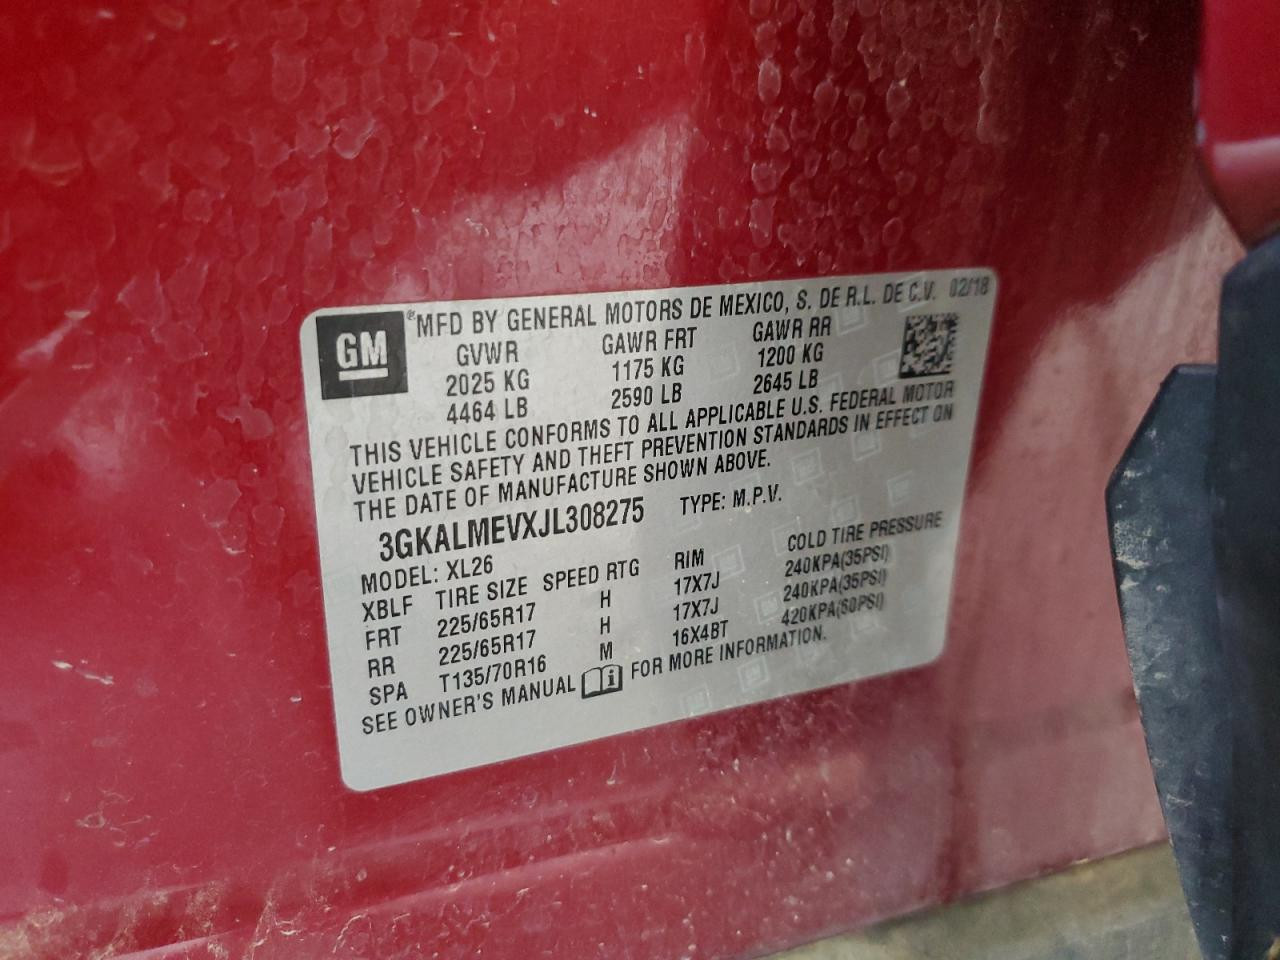 GM
®MFD BY GENERAL MOTORS DE MEXICO, S. DE R.L. DE C.V. 02/18
GVWR GAWR FRT GAWR RR
2025 KG 1175 KG 1200 KG
4464 LB 2590 LB 2645 LB
THIS VEHICLE CONFORMS TO ALL APPLICABLE U.S. FEDERAL MOTOR
VEHICLE SAFETY AND THEFT PREVENTION STANDARDS IN EFFECT ON
THE DATE OF MANUFACTURE SHOWN ABOVE.
3GKALMEVXJL308275 TYPE: M.P.V.
MODEL: XL26
XBLF TIRE SIZE SPEED RTG RIM COLD TIRE PRESSURE
FRT 225/65R17 H 17X7J 240KPA(35PSI)
RR 225/65R17 H 17X7J 240KPA(35PSI)
SPA T135/70R16 M 16X4BT 420KPA(60PSI)
SEE OWNER'S MANUAL i FOR MORE INFORMATION.